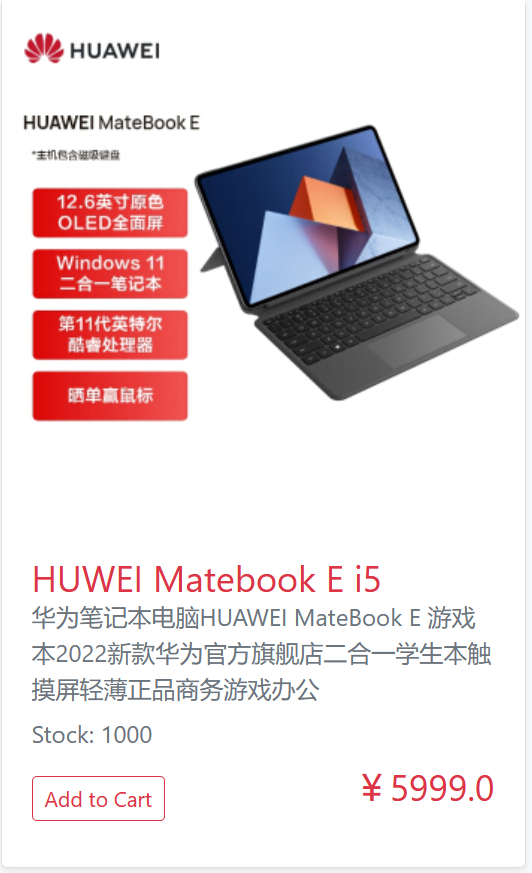 HUAWEI
HUAWEI MateBook E
*主机包含磁吸键盘
12.6英寸原色
OLED全面屏
Windows 11
二合一笔记本
第11代英特尔
酷睿处理器
晒单赢鼠标
HUWEI Matebook E i5
华为笔记本电脑HUAWEI MateBook E 游戏
本2022新款华为官方旗舰店二合一学生本触
摸屏轻薄正品商务游戏办公
Stock: 1000
Add to Cart
¥ 5999.0